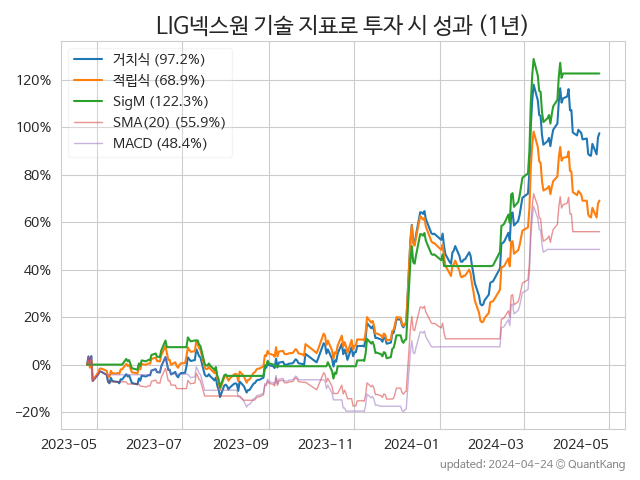 LIG넥스원 기술 지표로 투자 시 성과 (1년)
거치식 (97.2%)
적립식 (68.9%)
SigM (122.3%)
SMA(20) (55.9%)
MACD (48.4%)
120%
100%
80%
60%
40%
20%
0%
−20%
2023-05 2023-07 2023-09 2023-11 2024-01 2024-03 2024-05
updated: 2024-04-24 © QuantKang